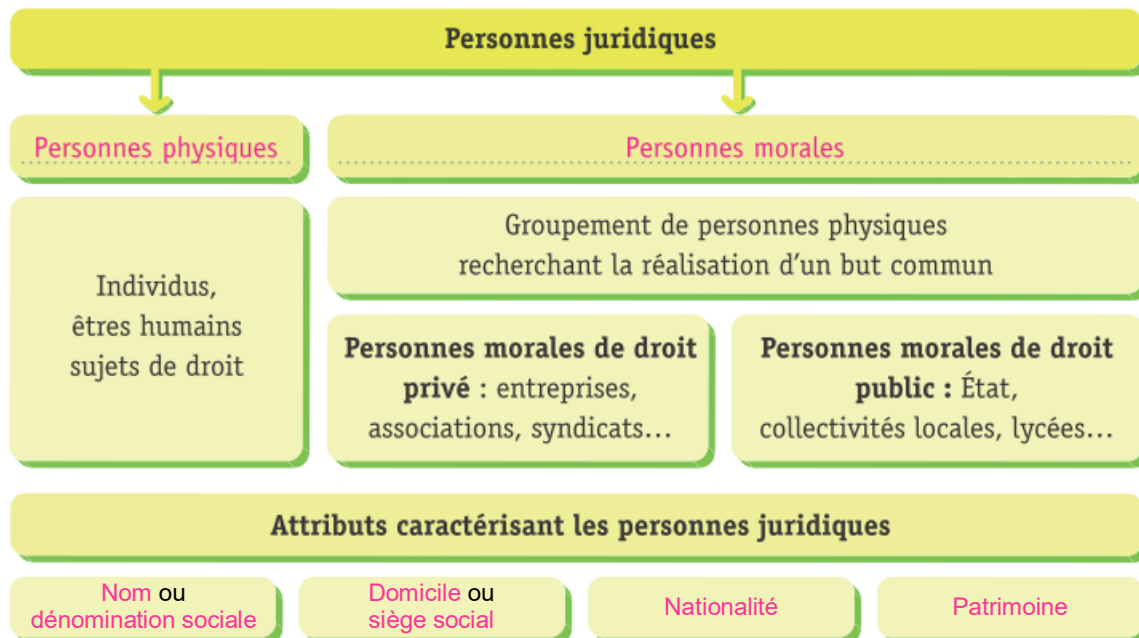 Personnes juridiques
Personnes physiques
Personnes morales
Individus,
êtres humains
sujets de droit
Groupement de personnes physiques
recherchant la réalisation d'un but commun
Personnes morales de droit
privé : entreprises,
associations, syndicats...
Personnes morales de droit
public : État,
collectivités locales, lycées...
Attributs caractérisant les personnes juridiques
Nom ou
dénomination sociale
Domicile ou
siège social
Nationalité
Patrimoine